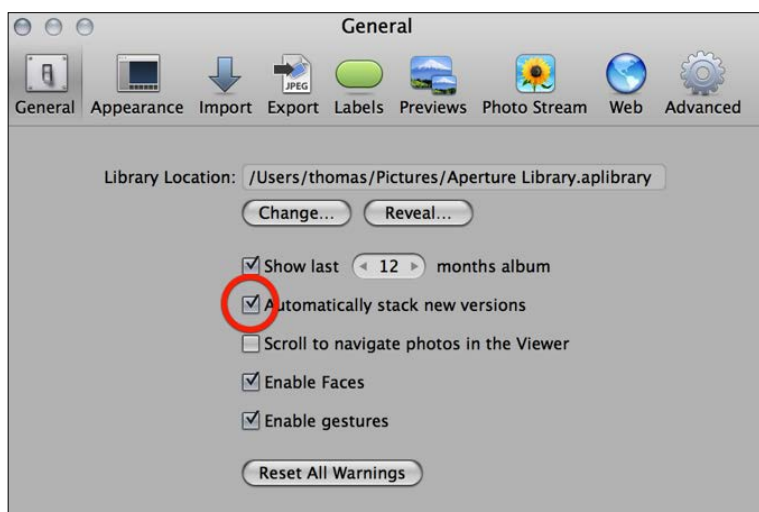 General
JPEG
General Appearance Import Export Labels Previews Photo Stream Web Advanced
Library Location: /Users/thomas/Pictures/Aperture Library.aplibrary
Change... Reveal...
Show last 12 months album
Automatically stack new versions
Scroll to navigate photos in the Viewer
Enable Faces
Enable gestures
Reset All Warnings